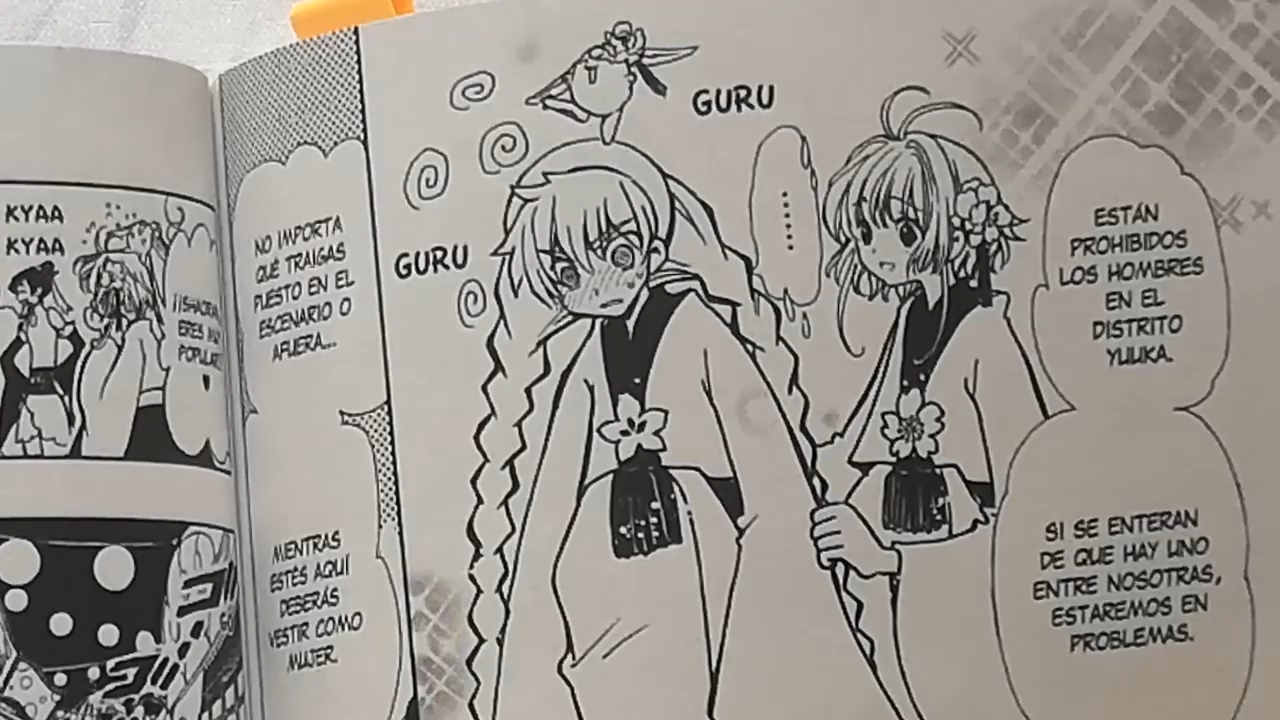 ESTÁN
PROHIBIDOS
LOS HOMBRES
EN EL
DISTRITO
YUUKA.
SI SE ENTERAN
DE QUE HAY UNO
ENTRE NOSOTRAS,
ESTAREMOS EN
PROBLEMAS.
......
GURU
GURU
NO IMPORTA
QUÉ TRAIGAS
PUESTO EN EL
ESCENARIO O
AFUERA...
MIENTRAS
ESTÉS AQUÍ
DEBERÁS
VESTIR COMO
MUJER.
ERES MUY
KYAA
KYAA